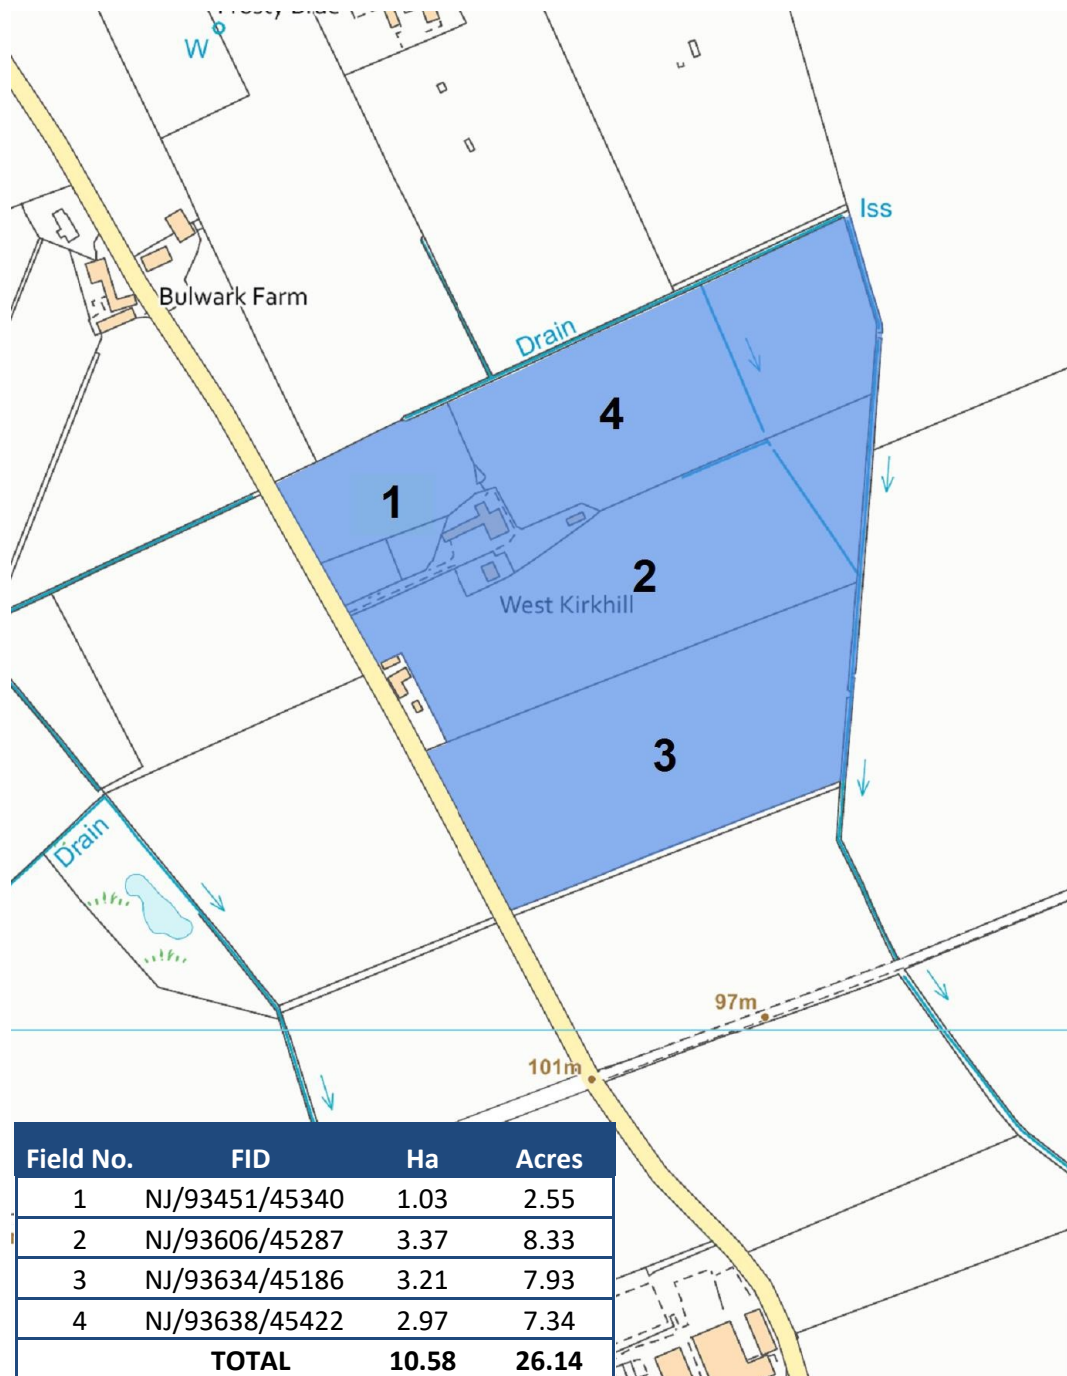 W
Iss
Bulwark Farm
Drain
4
1
2
West Kirkhill
3
Drain
97m
101m
Field No. FID Ha Acres
1 NJ/93451/45340 1.03 2.55
2 NJ/93606/45287 3.37 8.33
3 NJ/93634/45186 3.21 7.93
4 NJ/93638/45422 2.97 7.34
TOTAL 10.58 26.14